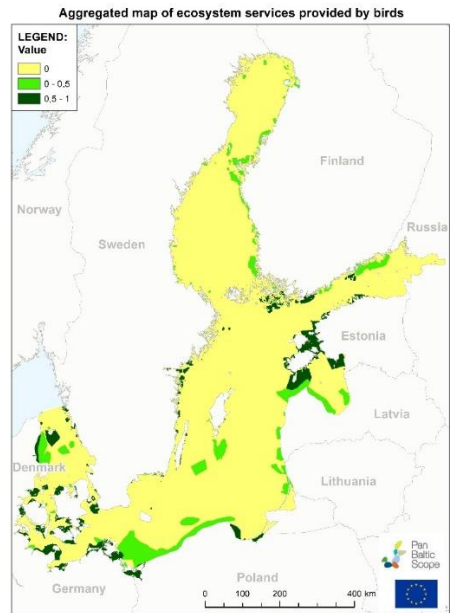 Aggregated map of ecosystem services provided by birds
LEGEND:
Value
0
0 - 0,5
0,5 - 1
Finland
Norway
Sweden
Russia
Estonia
Latvia
Denmark
Lithuania
Germany
Poland
0 100 200 400 km
Pan
Baltic
Scope